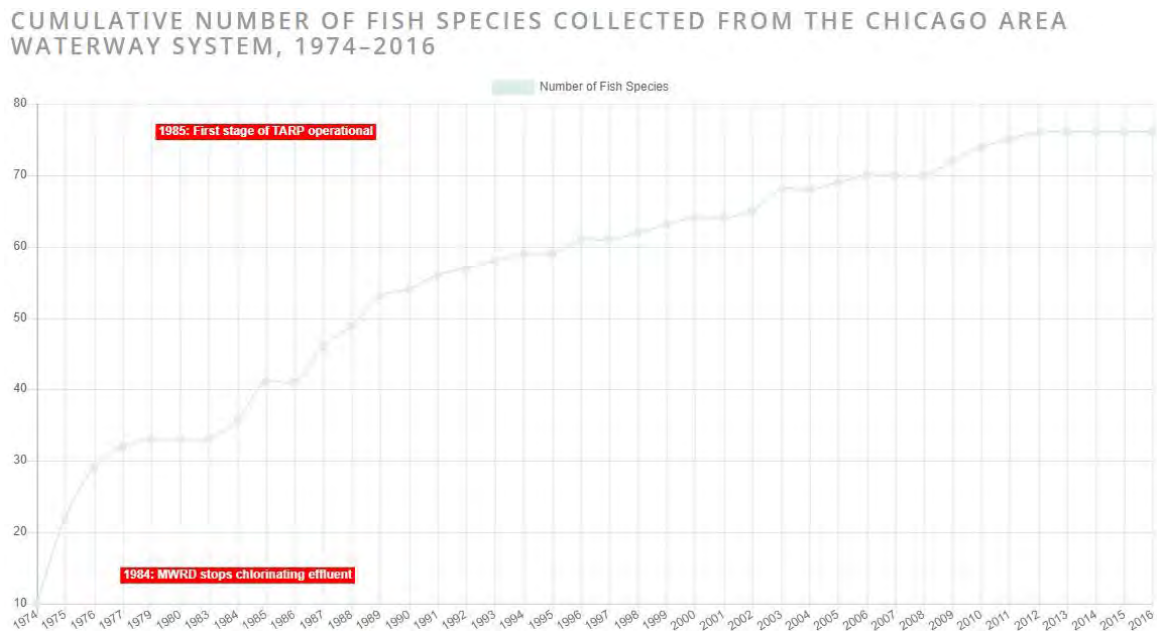 CUMULATIVE NUMBER OF FISH SPECIES COLLECTED FROM THE CHICAGO AREA
WATERWAY SYSTEM, 1974–2016
Number of Fish Species
80
1985: First stage of TARP operational
70
60
50
40
30
20
1984: MWRD stops chlorinating effluent
10
1974 1975 1976 1977 1979 1980 1983 1984 1985 1986 1987 1988 1989 1990 1991 1992 1993 1994 1995 1996 1997 1998 1999 2000 2001 2002 2003 2004 2005 2006 2007 2008 2009 2010 2011 2012 2013 2014 2015 2016